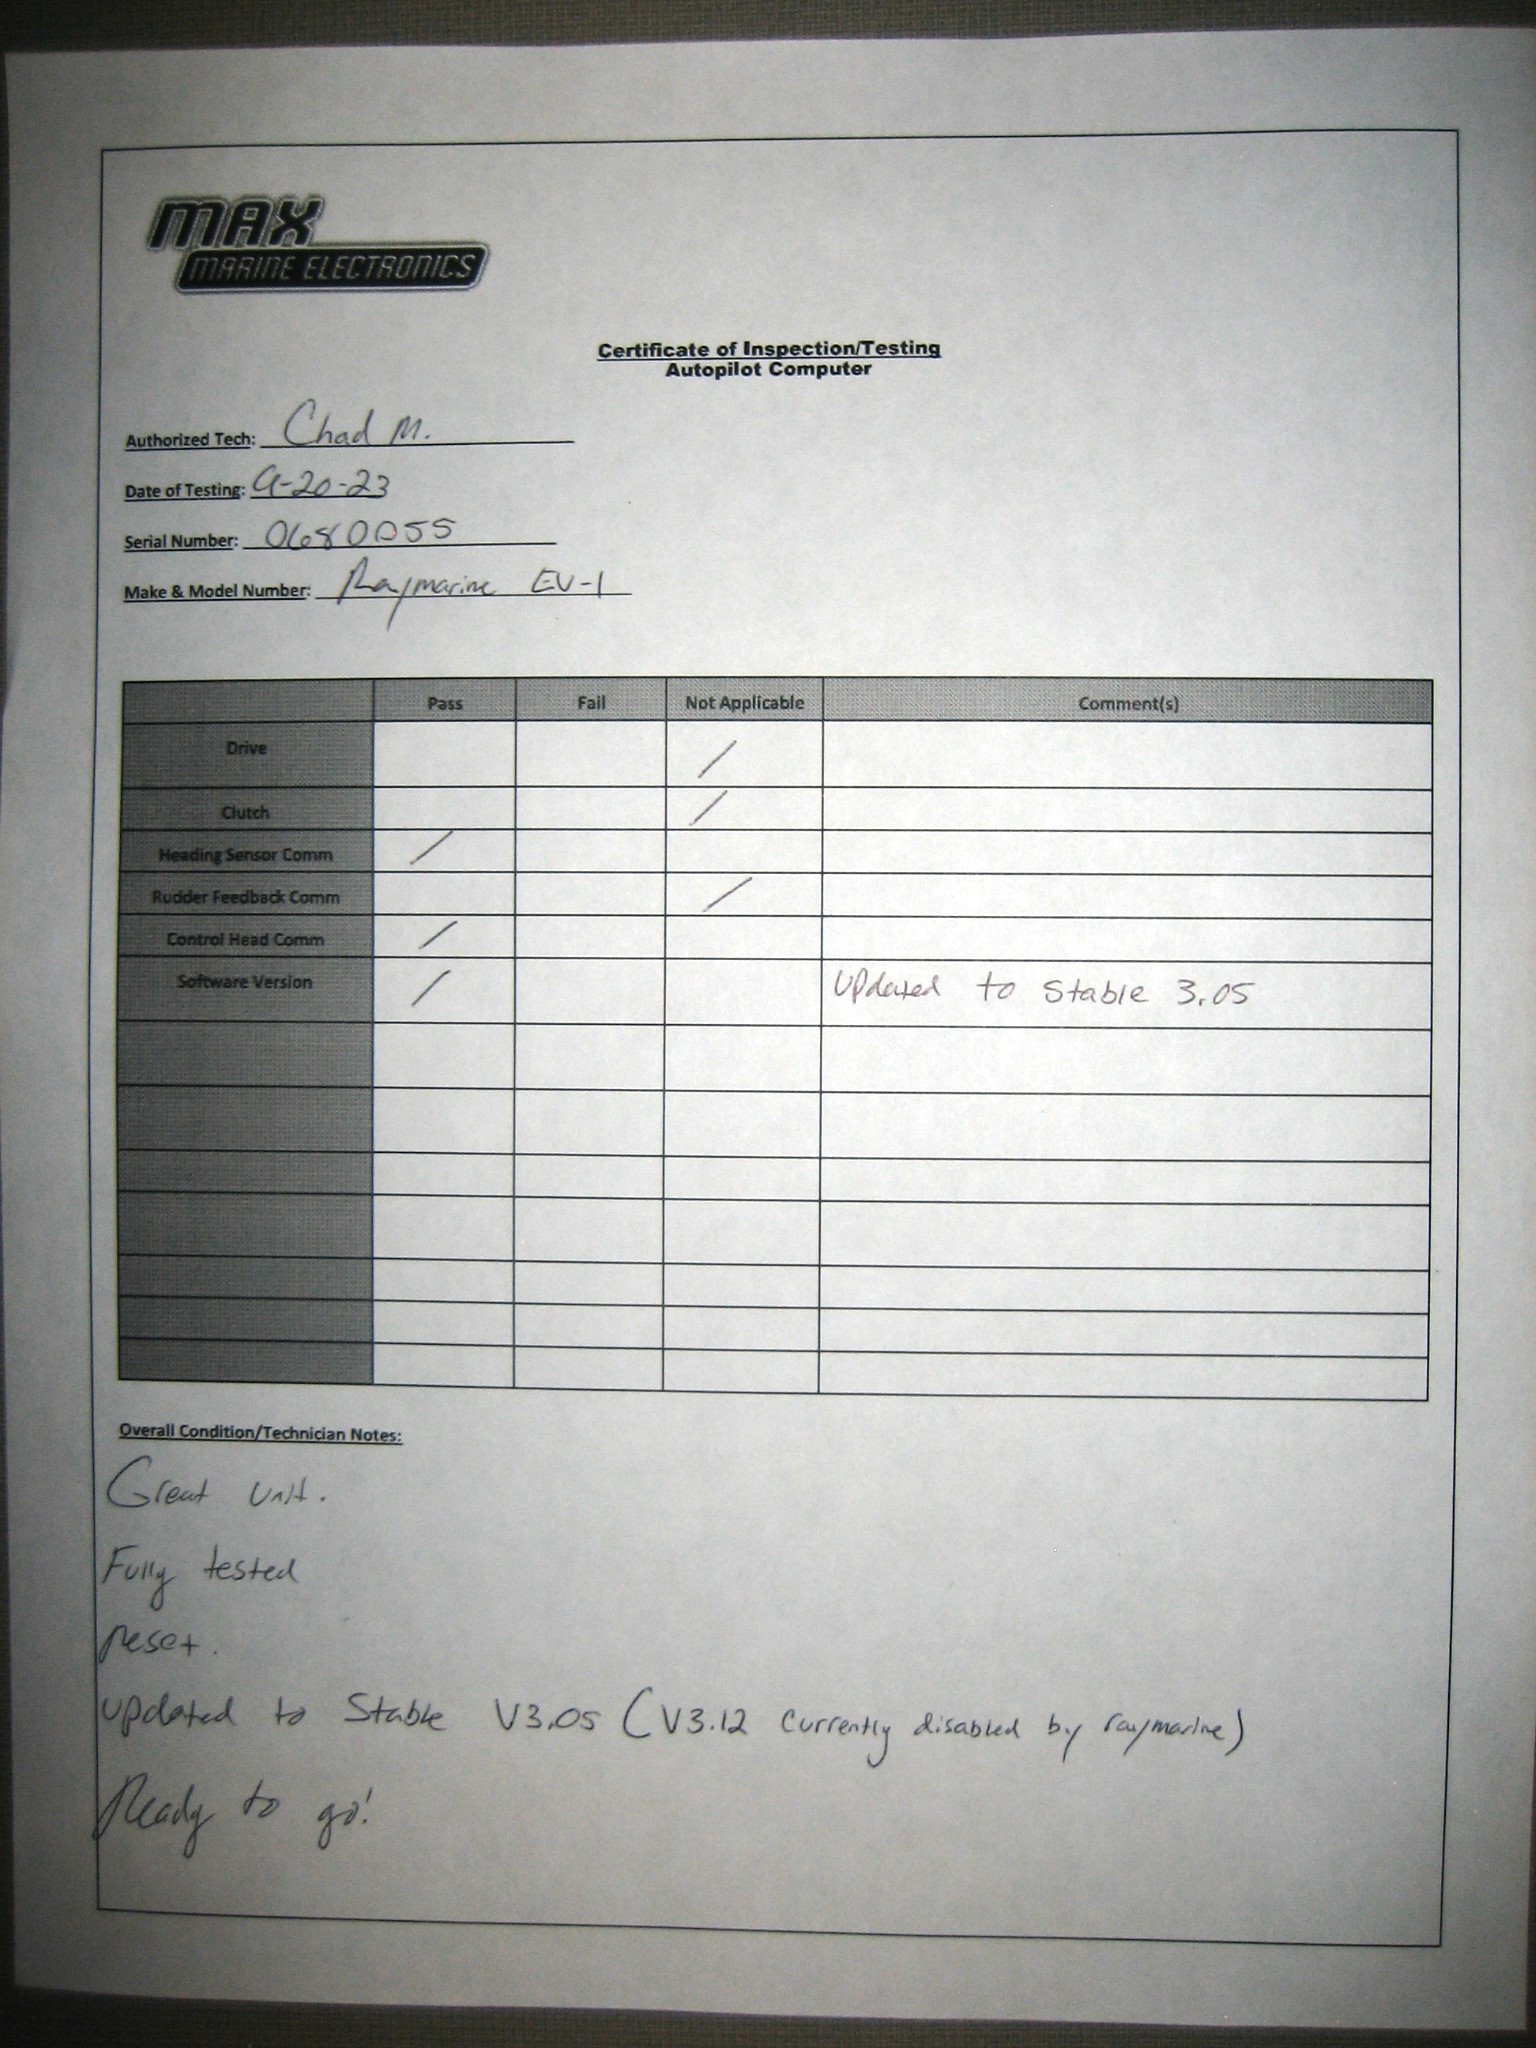 MAX
MARINE ELECTRONICS
Certificate of Inspection/Testing
Autopilot Computer
Authorized Tech: Chad M.
Date of Testing: 9-20-23
Serial Number: 0680055
Make & Model Number: Raymarine EV-1
Pass Fail Not Applicable Comment(s)
Drive /
Clutch /
Heading Sensor Comm /
Rudder Feedback Comm /
Control Head Comm /
Software Version / Updated to Stable 3.05
Overall Condition/Technician Notes:
Great unit.
Fully tested
Reset.
updated to Stable V3.05 (V3.12 currently disabled by raymarine)
Ready to go!